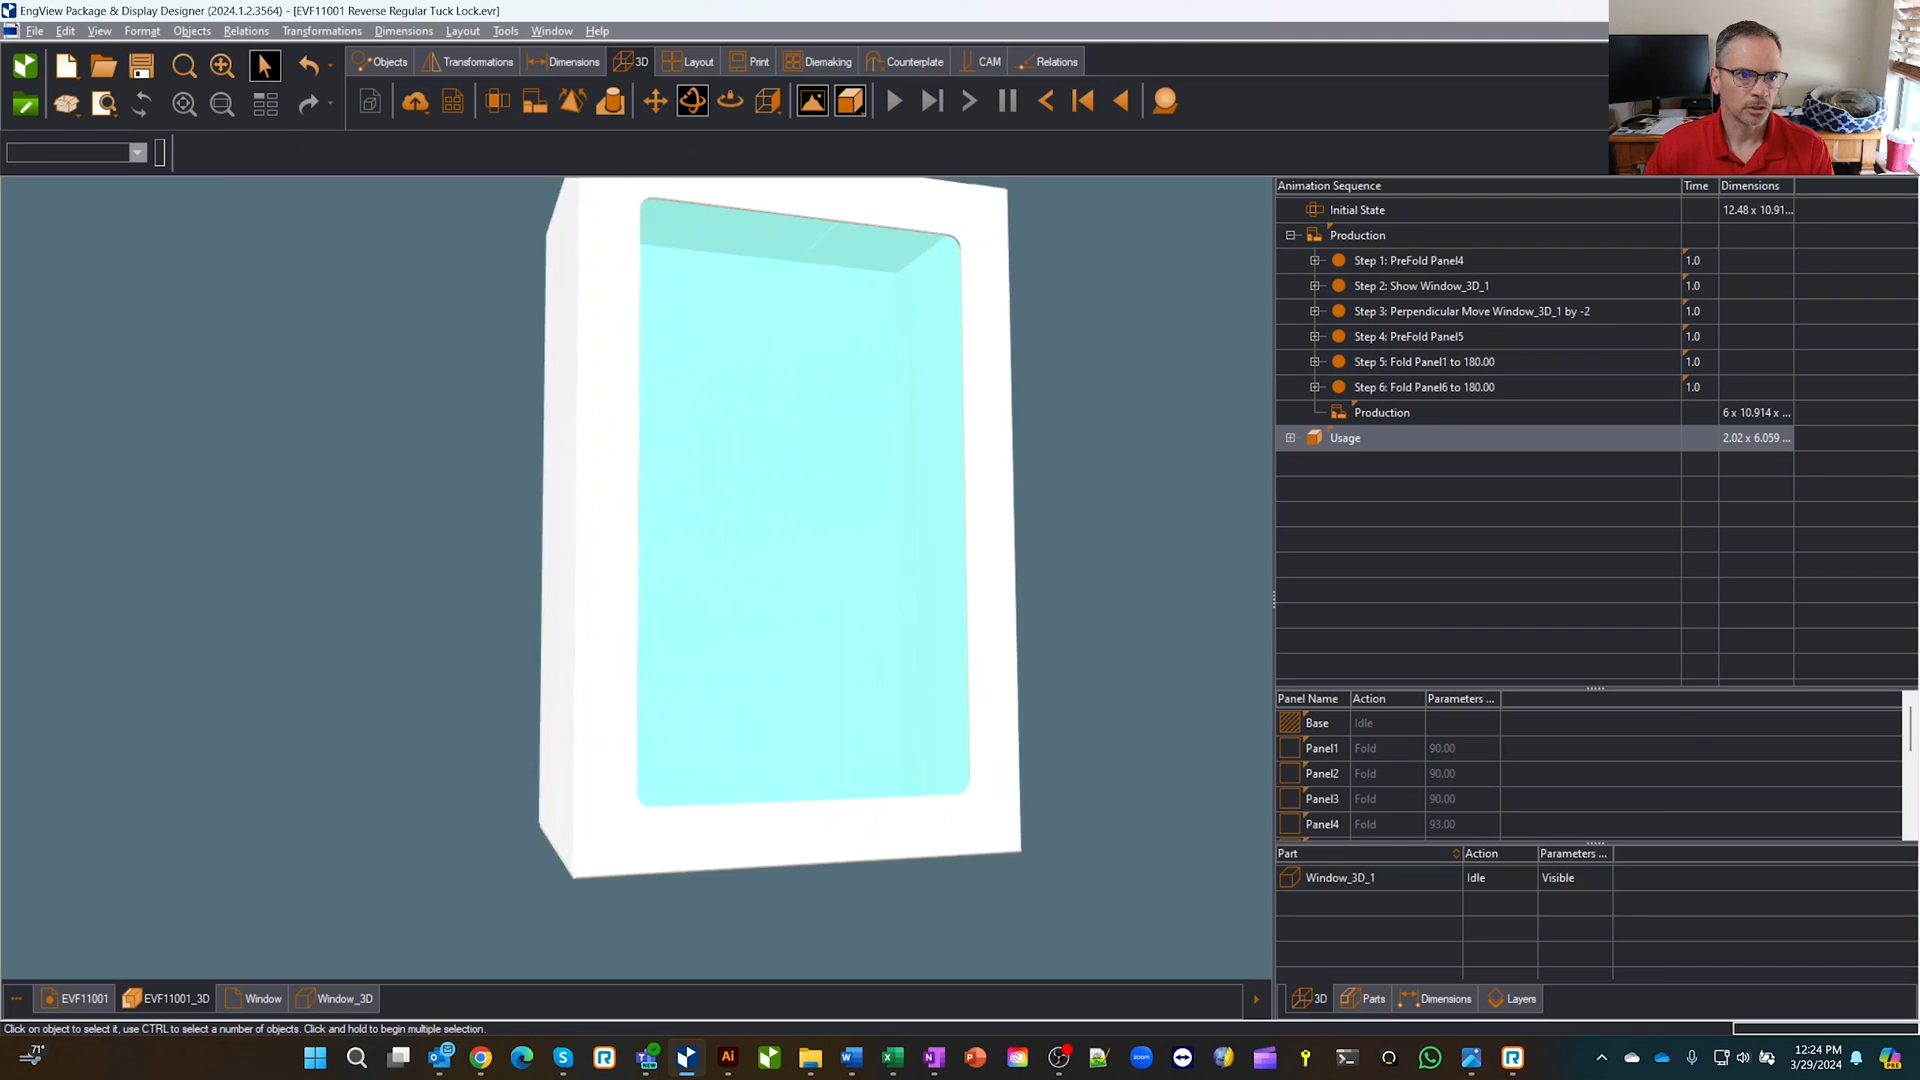 EngView Package & Display Designer (2024.1.2.3564) - [EVF11001 Reverse Regular Tuck Lock.evr]
File Edit View Format Objects Relations Transformations Dimensions Layout Tools Window Help
Objects Transformations Dimensions 3D Layout Print Diemaking Counterplate CAM Relations
Animation Sequence Time Dimensions
Initial State 12.48 x 10.91...
Production
Step 1: PreFold Panel4 1.0
Step 2: Show Window_3D_1 1.0
Step 3: Perpendicular Move Window_3D_1 by -2 1.0
Step 4: PreFold Panel5 1.0
Step 5: Fold Panel1 to 180.00 1.0
Step 6: Fold Panel6 to 180.00 1.0
Production 6 x 10.914 x ...
Usage 2.02 x 6.059 ...
Panel Name Action Parameters ...
Base Idle
Panel1 Fold 90.00
Panel2 Fold 90.00
Panel3 Fold 90.00
Panel4 Fold 93.00
Part Action Parameters ...
Window_3D_1 Idle Visible
EVF11001 EVF11001_3D Window Window_3D
3D Parts Dimensions Layers
Click on object to select it, use CTRL to select a number of objects. Click and hold to begin multiple selection.
71°
12:24 PM
3/29/2024